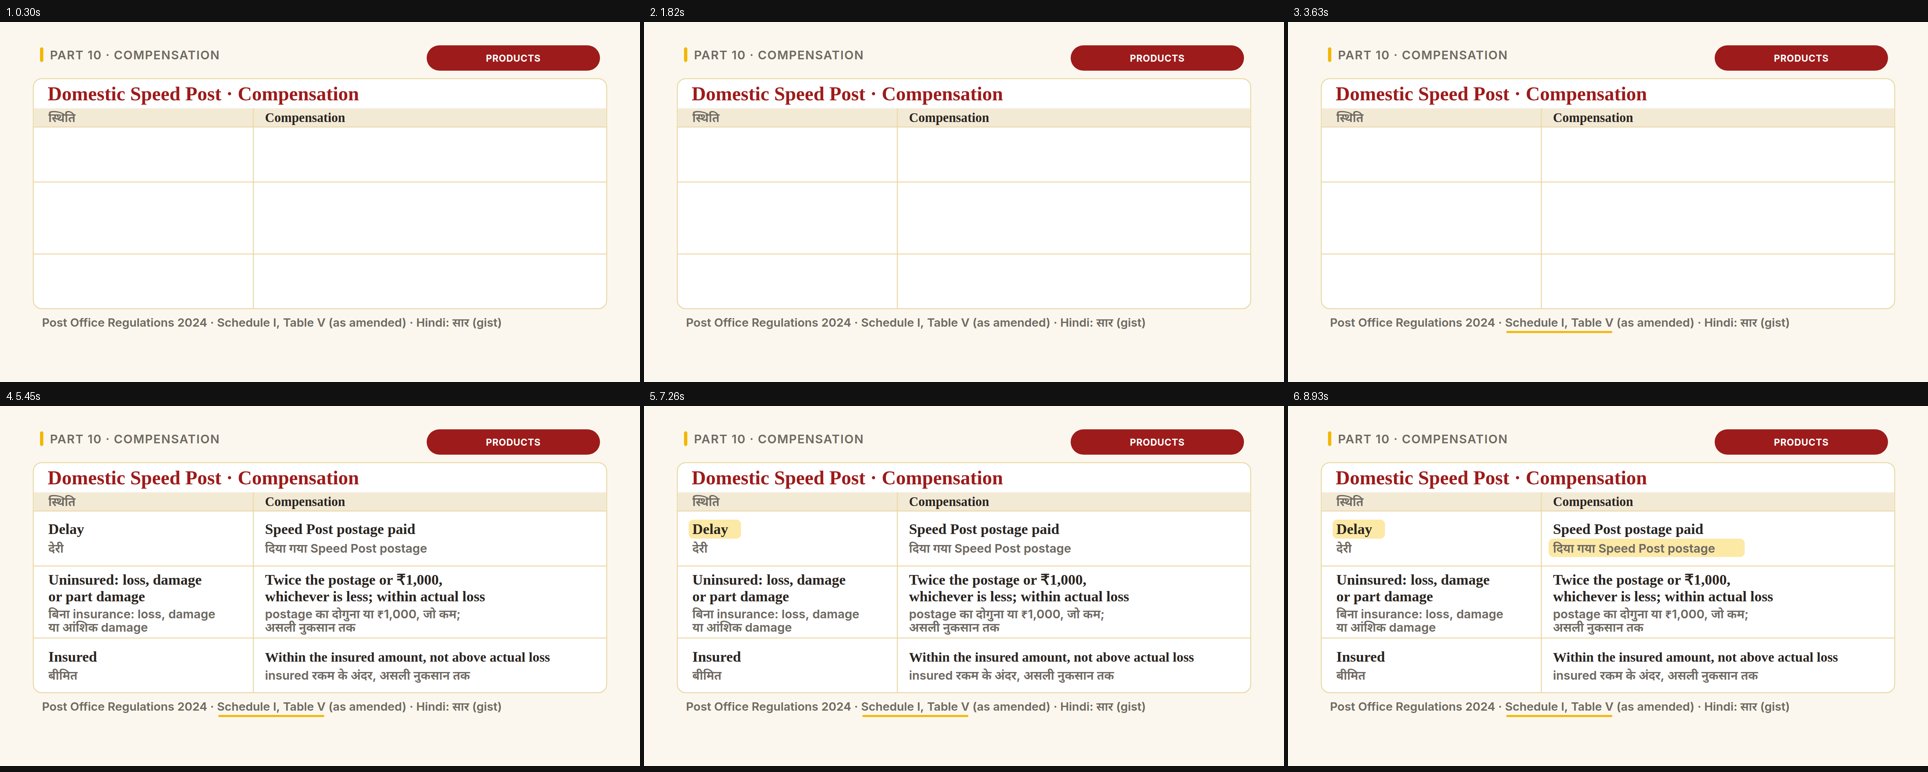 1. 0.30s
PART 10 · COMPENSATION
PRODUCTS
Domestic Speed Post · Compensation
स्थिति
Compensation
Post Office Regulations 2024 · Schedule I, Table V (as amended) · Hindi: सार (gist)
2. 1.82s
PART 10 · COMPENSATION
PRODUCTS
Domestic Speed Post · Compensation
स्थिति
Compensation
Post Office Regulations 2024 · Schedule I, Table V (as amended) · Hindi: सार (gist)
3. 3.63s
PART 10 · COMPENSATION
PRODUCTS
Domestic Speed Post · Compensation
स्थिति
Compensation
Post Office Regulations 2024 · Schedule I, Table V (as amended) · Hindi: सार (gist)
4. 5.45s
PART 10 · COMPENSATION
PRODUCTS
Domestic Speed Post · Compensation
स्थिति
Compensation
Delay
देरी
Speed Post postage paid
दिया गया Speed Post postage
Uninsured: loss, damage
or part damage
बिना insurance: loss, damage
या आंशिक damage
Twice the postage or ₹1,000,
whichever is less; within actual loss
postage का दोगुना या ₹1,000, जो कम;
असली नुकसान तक
Insured
बीमित
Within the insured amount, not above actual loss
insured रकम के अंदर, असली नुकसान तक
Post Office Regulations 2024 · Schedule I, Table V (as amended) · Hindi: सार (gist)
5. 7.26s
PART 10 · COMPENSATION
PRODUCTS
Domestic Speed Post · Compensation
स्थिति
Compensation
Delay
देरी
Speed Post postage paid
दिया गया Speed Post postage
Uninsured: loss, damage
or part damage
बिना insurance: loss, damage
या आंशिक damage
Twice the postage or ₹1,000,
whichever is less; within actual loss
postage का दोगुना या ₹1,000, जो कम;
असली नुकसान तक
Insured
बीमित
Within the insured amount, not above actual loss
insured रकम के अंदर, असली नुकसान तक
Post Office Regulations 2024 · Schedule I, Table V (as amended) · Hindi: सार (gist)
6. 8.93s
PART 10 · COMPENSATION
PRODUCTS
Domestic Speed Post · Compensation
स्थिति
Compensation
Delay
देरी
Speed Post postage paid
दिया गया Speed Post postage
Uninsured: loss, damage
or part damage
बिना insurance: loss, damage
या आंशिक damage
Twice the postage or ₹1,000,
whichever is less; within actual loss
postage का दोगुना या ₹1,000, जो कम;
असली नुकसान तक
Insured
बीमित
Within the insured amount, not above actual loss
insured रकम के अंदर, असली नुकसान तक
Post Office Regulations 2024 · Schedule I, Table V (as amended) · Hindi: सार (gist)